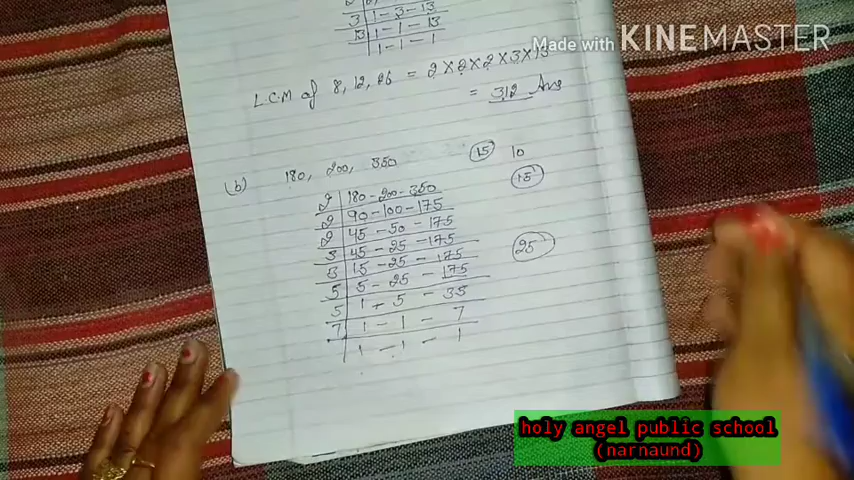 3 | 1 - 3 - 13
13 | 1 - 1 - 13
1 - 1 - 1
Made with KINEMASTER
L.C.M of 8, 12, 26 = 2 X 2 X 2 X 3 X 13
= 312 Ans
(b) 180, 200, 350 15 10
15
2 | 180 - 200 - 350
2 | 90 - 100 - 175
2 | 45 - 50 - 175
3 | 45 - 25 - 175
3 | 15 - 25 - 175
5 | 5 - 25 - 175
5 | 1 - 5 - 35
7 | 1 - 1 - 7
1 - 1 - 1
25
holy angel public school
(narnaund)